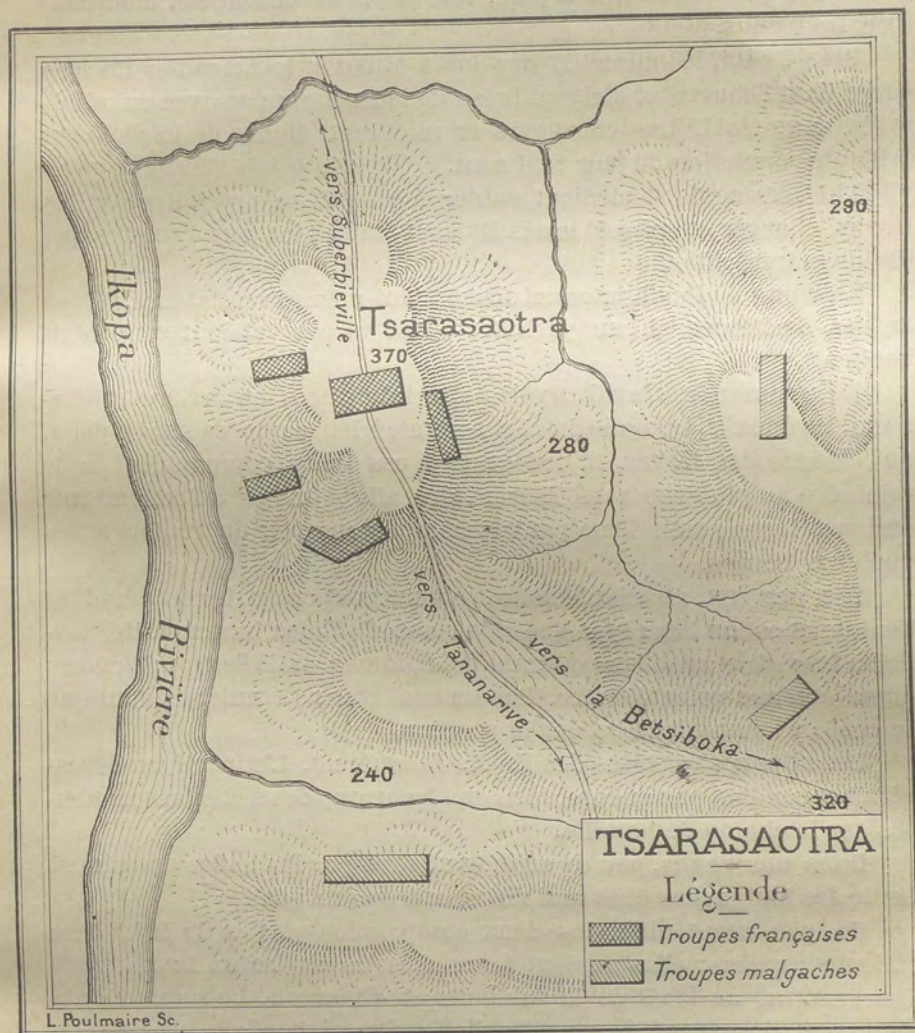 290
vers Suberbieville
Ikopa
Tsarasaotra
370
280
vers
Tananarive
vers la Betsiboka
Rivière
240
320
TSARASAOTRA
Légende
Troupes françaises
Troupes malgaches
L. Poulmaire Sc.